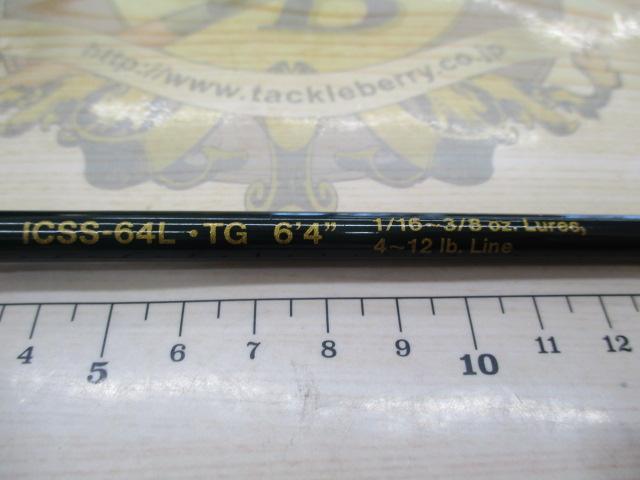 http://www.tackleberry.co.jp
ICSS-64L・TG 6'4" 1/16~3/8 oz. Lures,
4~12 lb. Line
4 5 6 7 8 9 10 11 12